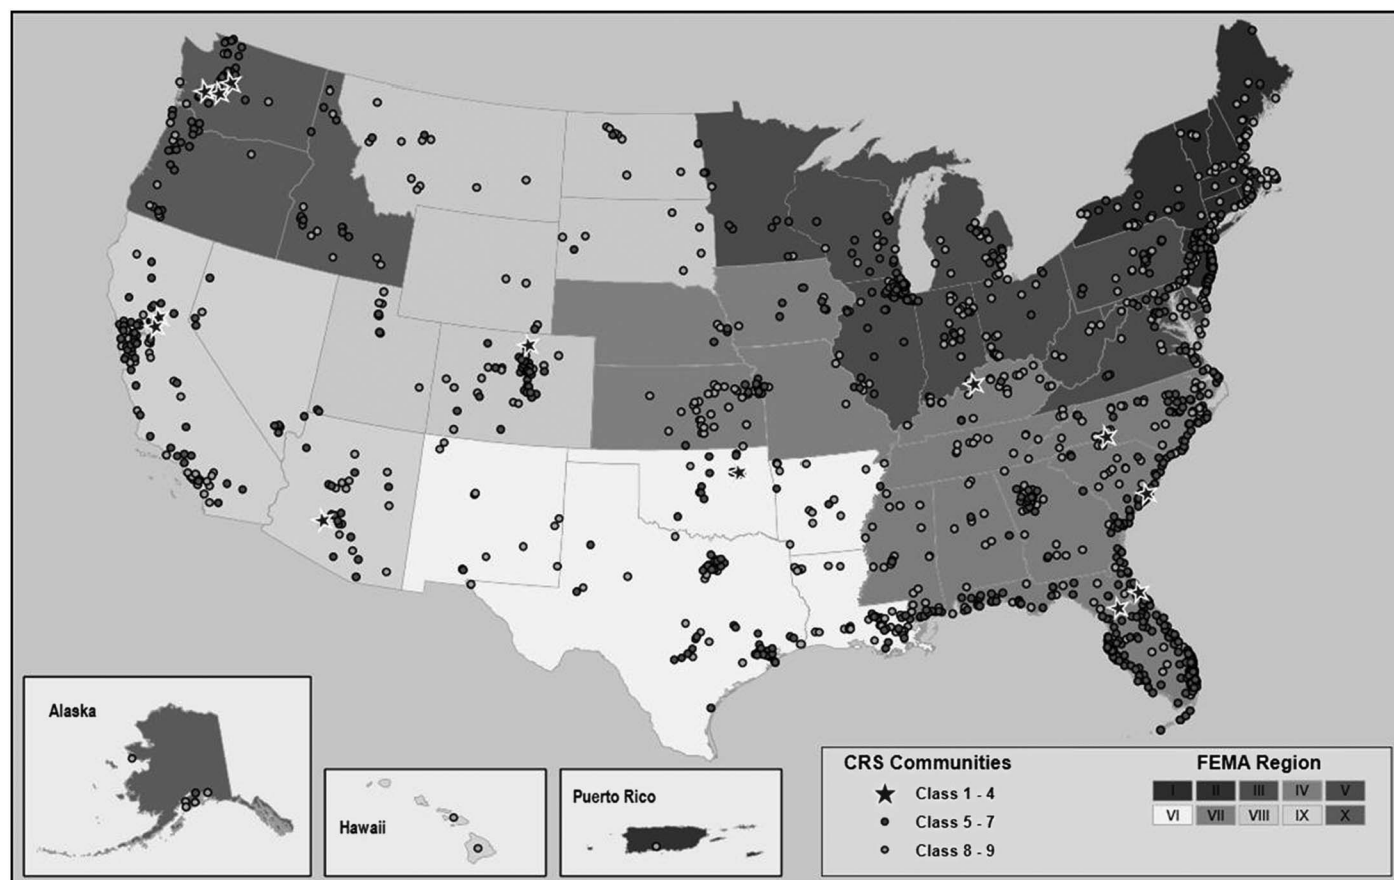 Alaska
Hawaii
Puerto Rico
CRS Communities
Class 1 - 4
Class 5 - 7
Class 8 - 9
FEMA Region
I II III IV V
VI VII VIII IX X